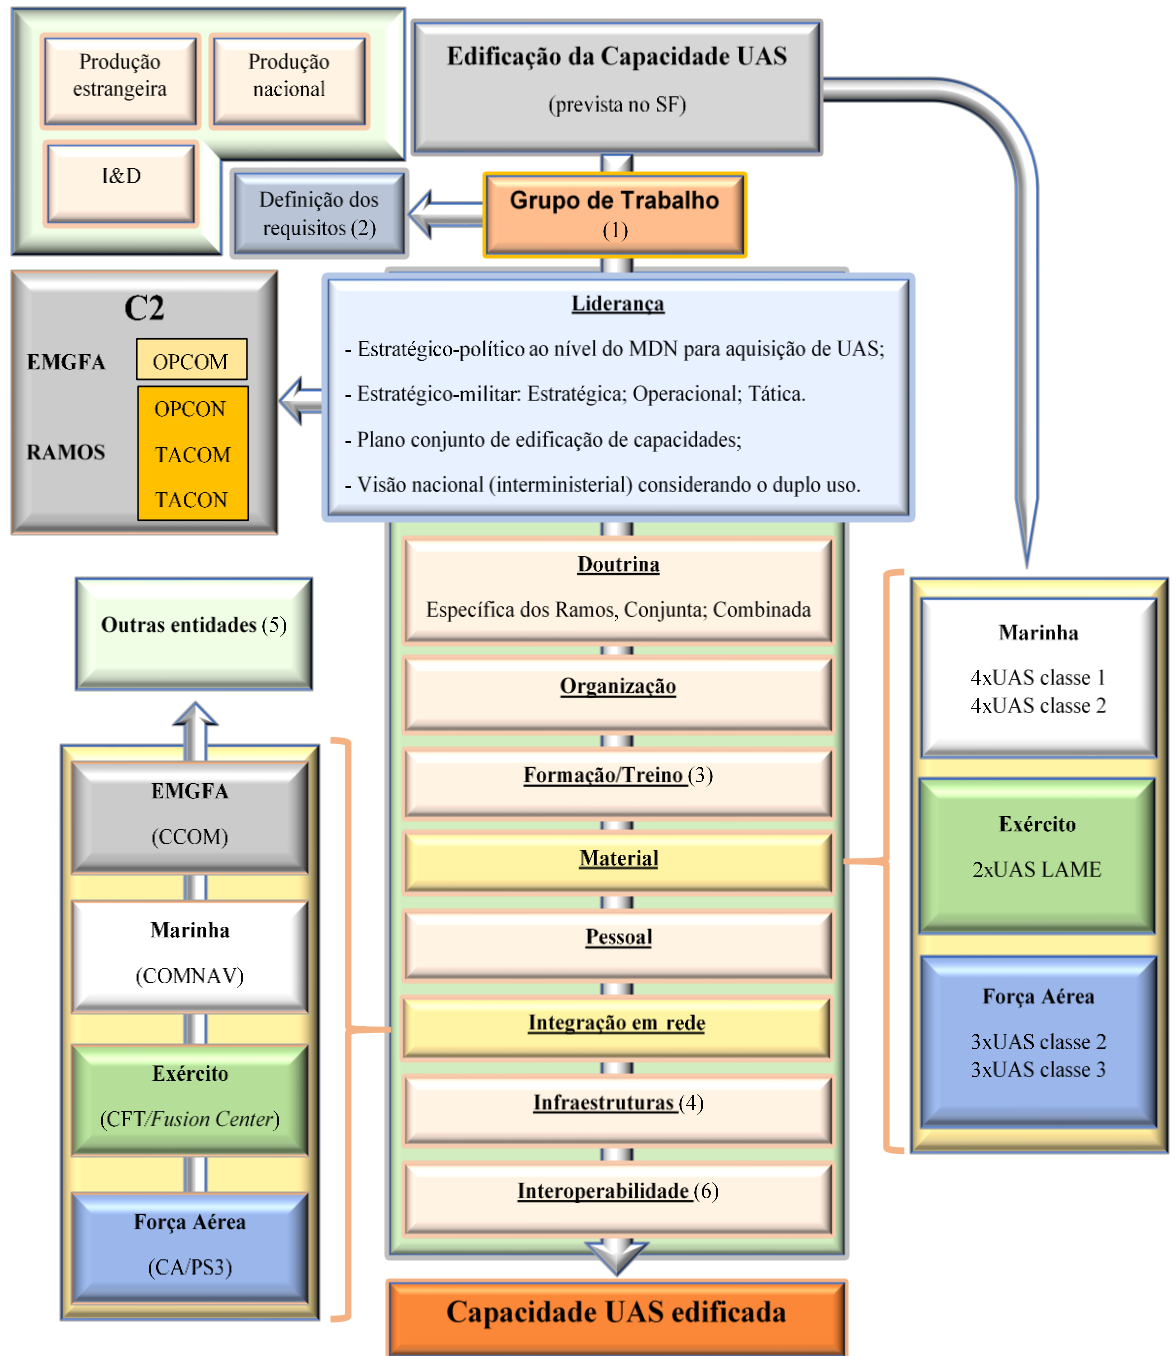 Produção
estrangeira
Produção
nacional
I&D
Edificação da Capacidade UAS
(prevista no SF)
Definição dos
requisitos (2)
Grupo de Trabalho
(1)
C2
EMGFA
OPCOM
OPCON
RAMOS
TACOM
TACON
Liderança
- Estratégico-político ao nível do MDN para aquisição de UAS;
- Estratégico-militar: Estratégica; Operacional; Tática.
- Plano conjunto de edificação de capacidades;
- Visão nacional (interministerial) considerando o duplo uso.
Doutrina
Específica dos Ramos, Conjunta; Combinada
Organização
Formação/Treino (3)
Material
Pessoal
Integração em rede
Infraestruturas (4)
Interoperabilidade (6)
Outras entidades (5)
EMGFA
(CCOM)
Marinha
(COMNAV)
Exército
(CFT/Fusion Center)
Força Aérea
(CA/PS3)
Marinha
4xUAS classe 1
4xUAS classe 2
Exército
2xUAS LAME
Força Aérea
3xUAS classe 2
3xUAS classe 3
Capacidade UAS edificada